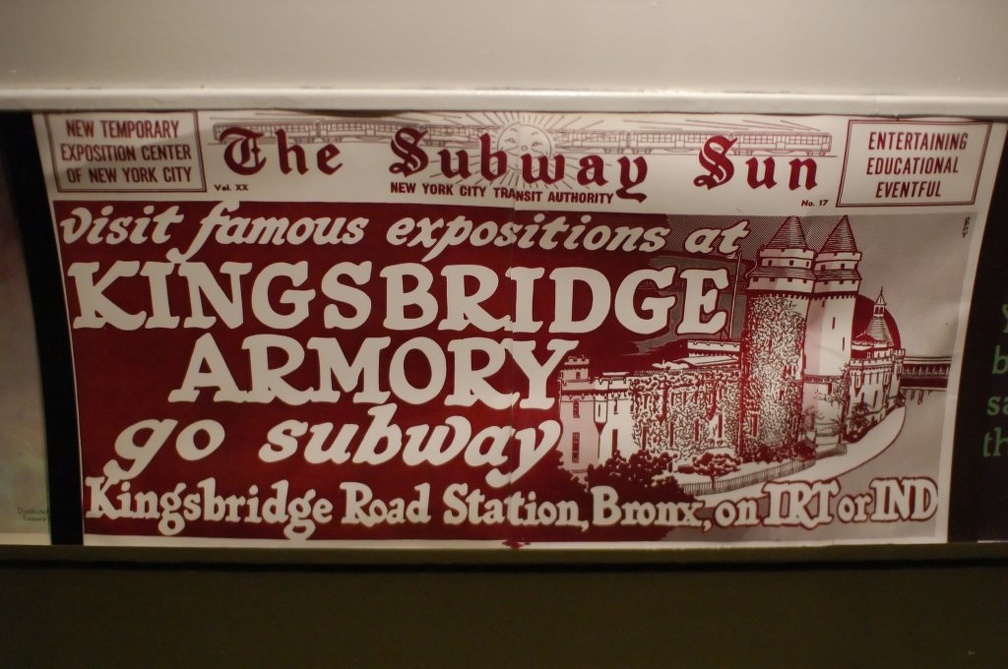 NEW TEMPORARY
EXPOSITION CENTER
OF NEW YORK CITY
The Subway Sun
Vol. XX
NEW YORK CITY TRANSIT AUTHORITY
No. 17
ENTERTAINING
EDUCATIONAL
EVENTFUL
visit famous expositions at
KINGSBRIDGE
ARMORY
go subway
Kingsbridge Road Station, Bronx, on IRT or IND